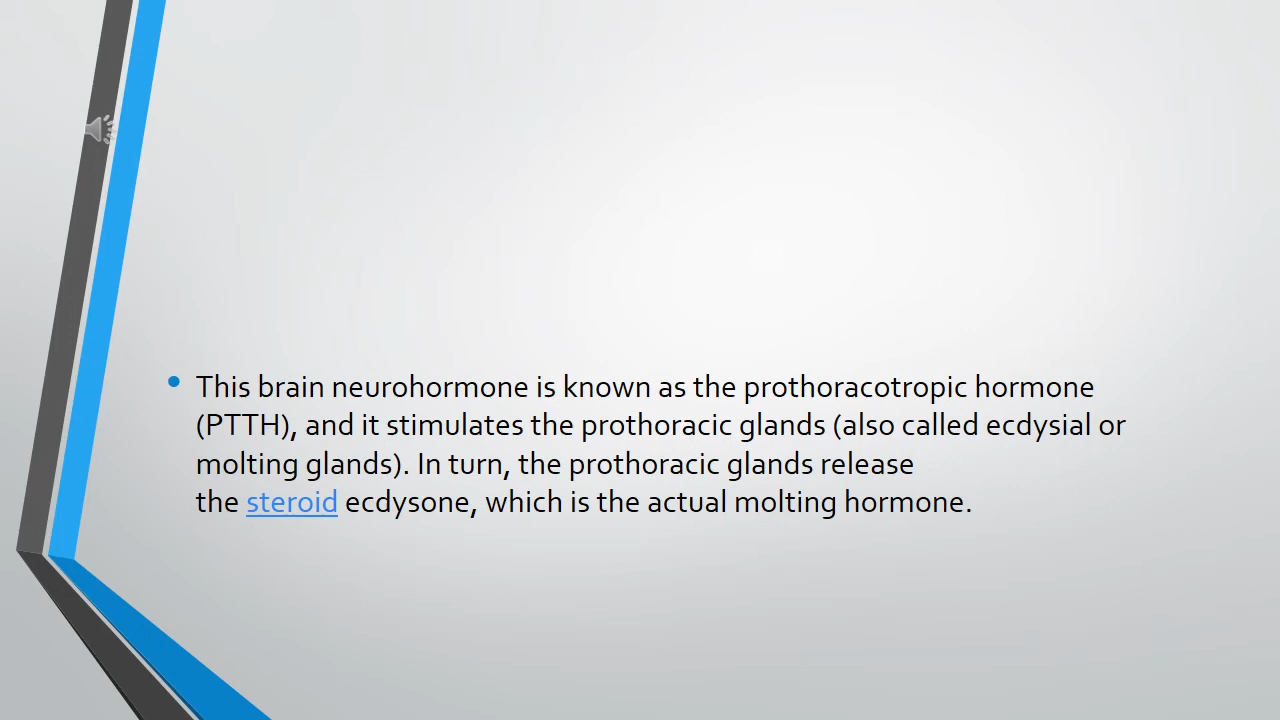 • This brain neurohormone is known as the prothoracotropic hormone
(PTTH), and it stimulates the prothoracic glands (also called ecdysial or
molting glands). In turn, the prothoracic glands release
the steroid ecdysone, which is the actual molting hormone.